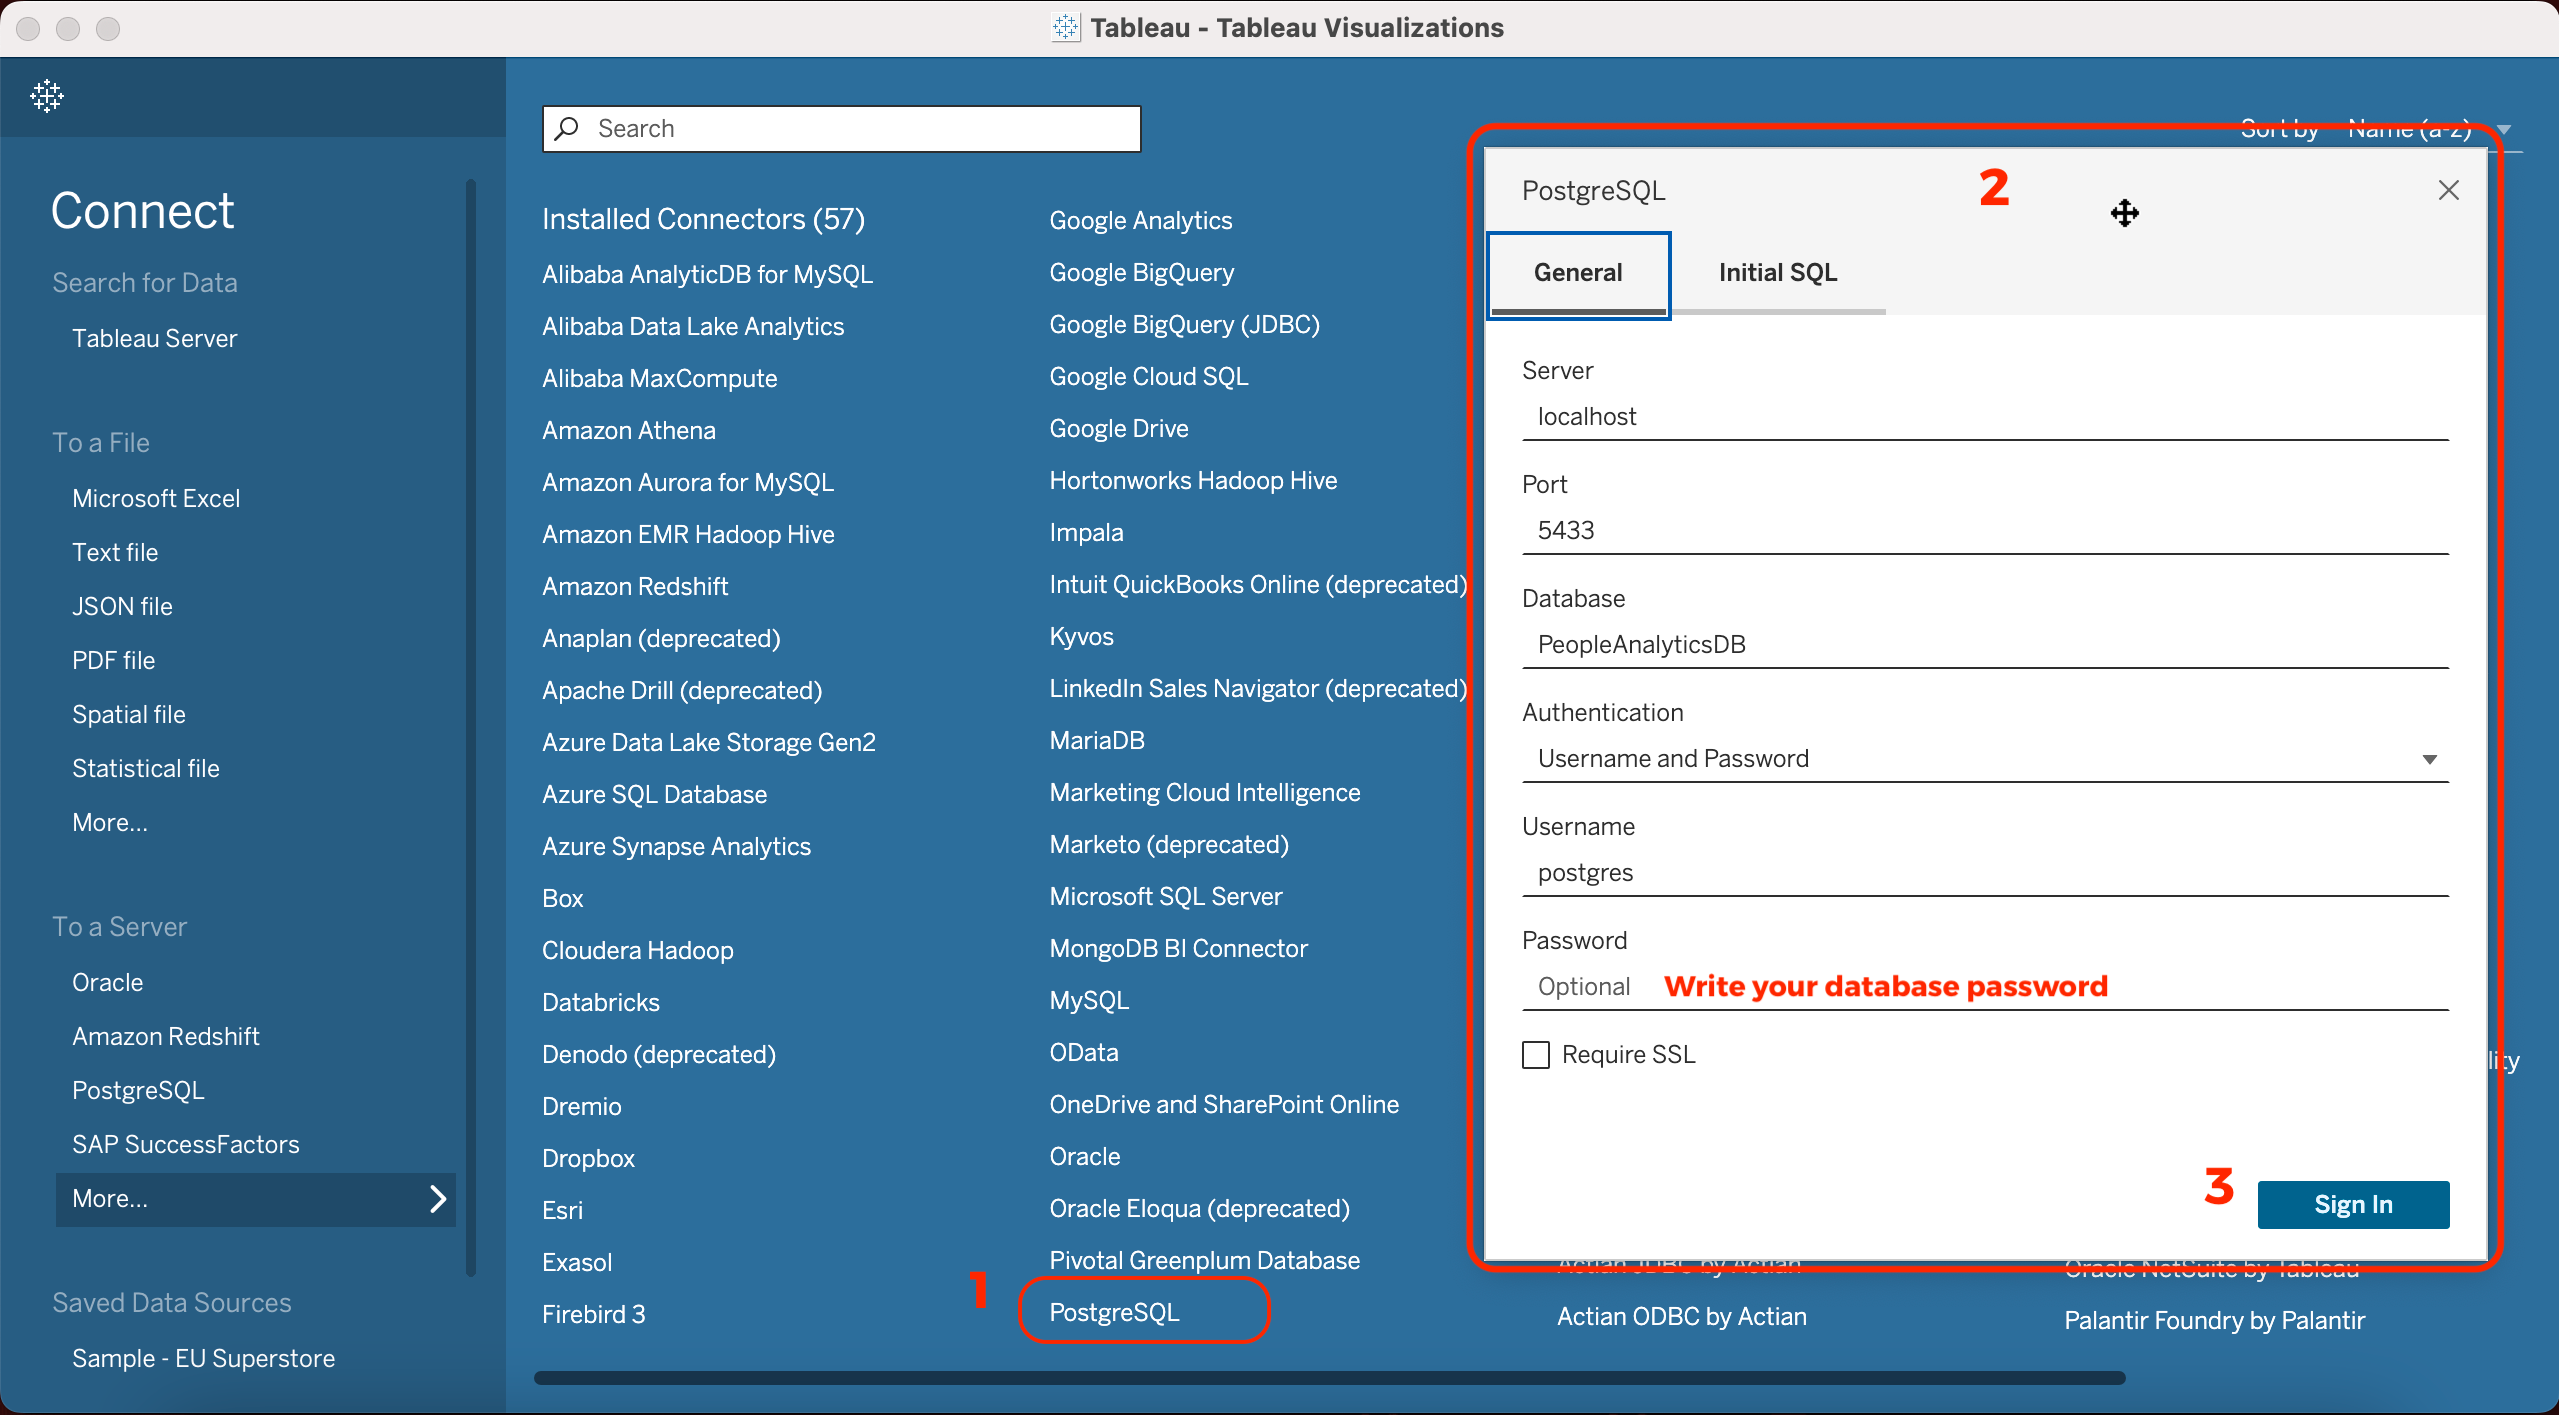 Tableau - Tableau Visualizations
Connect
Search for Data
Tableau Server
To a File
Microsoft Excel
Text file
JSON file
PDF file
Spatial file
Statistical file
More...
To a Server
Oracle
Amazon Redshift
PostgreSQL
SAP SuccessFactors
More...
Saved Data Sources
Sample - EU Superstore
Search
Sort by Name (a-z)
Installed Connectors (57)
Alibaba AnalyticDB for MySQL
Alibaba Data Lake Analytics
Alibaba MaxCompute
Amazon Athena
Amazon Aurora for MySQL
Amazon EMR Hadoop Hive
Amazon Redshift
Anaplan (deprecated)
Apache Drill (deprecated)
Azure Data Lake Storage Gen2
Azure SQL Database
Azure Synapse Analytics
Box
Cloudera Hadoop
Databricks
Denodo (deprecated)
Dremio
Dropbox
Esri
Exasol
Firebird 3
Google Analytics
Google BigQuery
Google BigQuery (JDBC)
Google Cloud SQL
Google Drive
Hortonworks Hadoop Hive
Impala
Intuit QuickBooks Online (deprecated)
Kyvos
LinkedIn Sales Navigator (deprecated)
MariaDB
Marketing Cloud Intelligence
Marketo (deprecated)
Microsoft SQL Server
MongoDB BI Connector
MySQL
OData
OneDrive and SharePoint Online
Oracle
Oracle Eloqua (deprecated)
Pivotal Greenplum Database
1
PostgreSQL
PostgreSQL
2
General
Initial SQL
Server
localhost
Port
5433
Database
PeopleAnalyticsDB
Authentication
Username and Password
Username
postgres
Password
Optional Write your database password
Require SSL
3
Sign In
Actian JDBC by Actian
Actian ODBC by Actian
Oracle NetSuite by Tableau
Palantir Foundry by Palantir